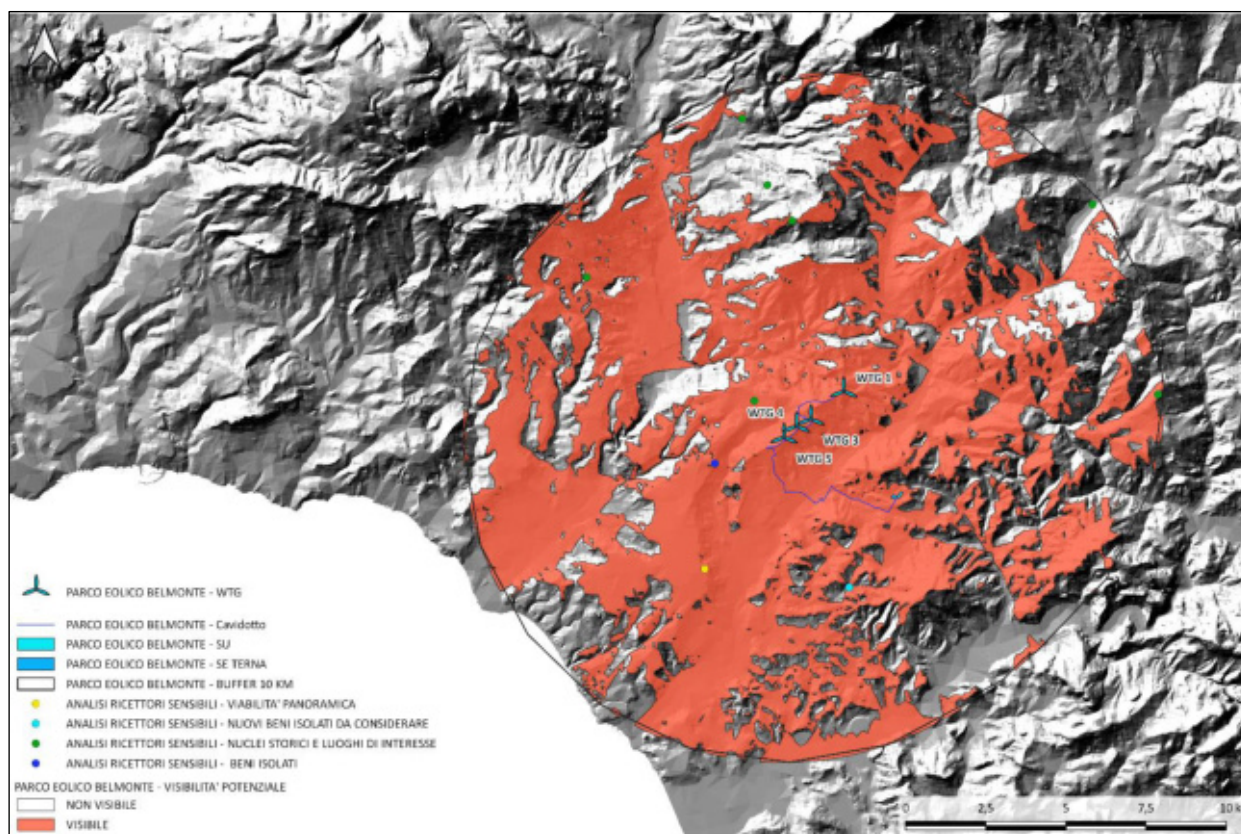 WTG 1
WTG 4
WTG 3
WTG 5
PARCO EOLICO BELMONTE - WTG
PARCO EOLICO BELMONTE - Cavidotto
PARCO EOLICO BELMONTE - SU
PARCO EOLICO BELMONTE - SE TERNA
PARCO EOLICO BELMONTE - BUFFER 10 KM
ANALISI RICETTORI SENSIBILI - VIABILITA' PANORAMICA
ANALISI RICETTORI SENSIBILI - NUOVI BENI ISOLATI DA CONSIDERARE
ANALISI RICETTORI SENSIBILI - NUCLEI STORICI E LUOGHI DI INTERESSE
ANALISI RICETTORI SENSIBILI - BENI ISOLATI
PARCO EOLICO BELMONTE - VISIBILITA' POTENZIALE
NON VISIBILE
VISIBILE
0 2,5 5 7,5 10 k